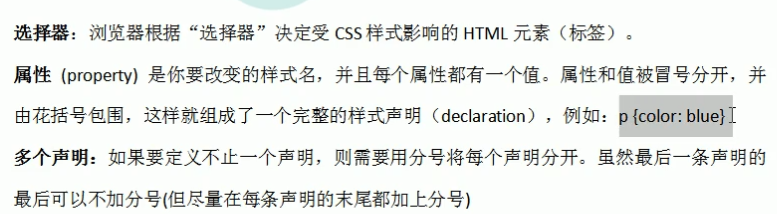 选择器：浏览器根据“选择器”决定受 CSS 样式影响的 HTML 元素（标签）。
属性 (property) 是你要改变的样式名，并且每个属性都有一个值。属性和值被冒号分开，并
由花括号包围，这样就组成了一个完整的样式声明（declaration），例如：p {color: blue}
多个声明：如果要定义不止一个声明，则需要用分号将每个声明分开。虽然最后一条声明的
最后可以不加分号(但尽量在每条声明的末尾都加上分号)